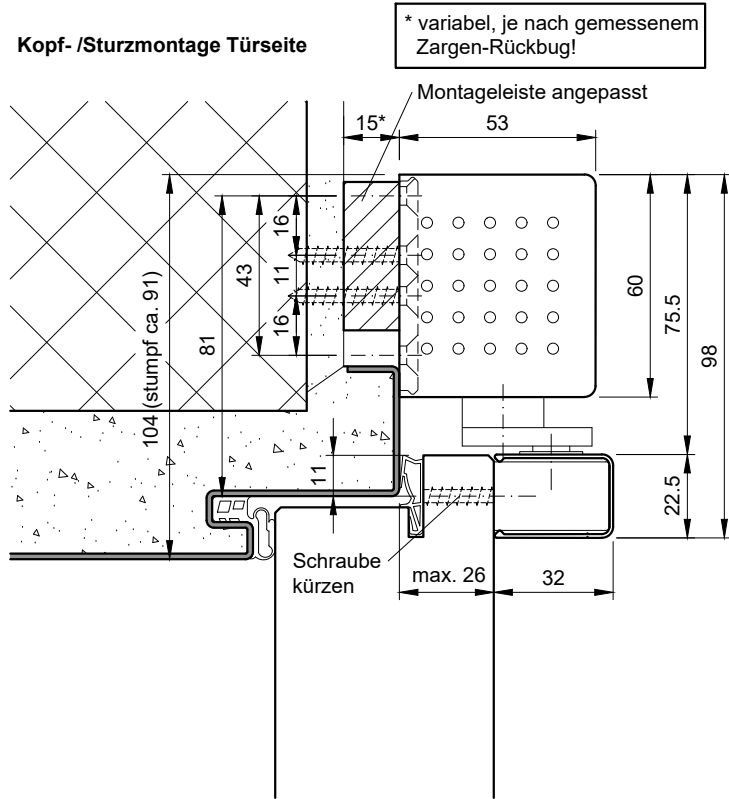 Kopf- /Sturzmontage Türseite
* variabel, je nach gemessenem
Zargen-Rückbug!
Montageleiste angepasst
15*
53
16
11
16
43
81
104 (stumpf ca. 91)
60
75.5
98
11
22.5
Schraube
kürzen
max. 26
32